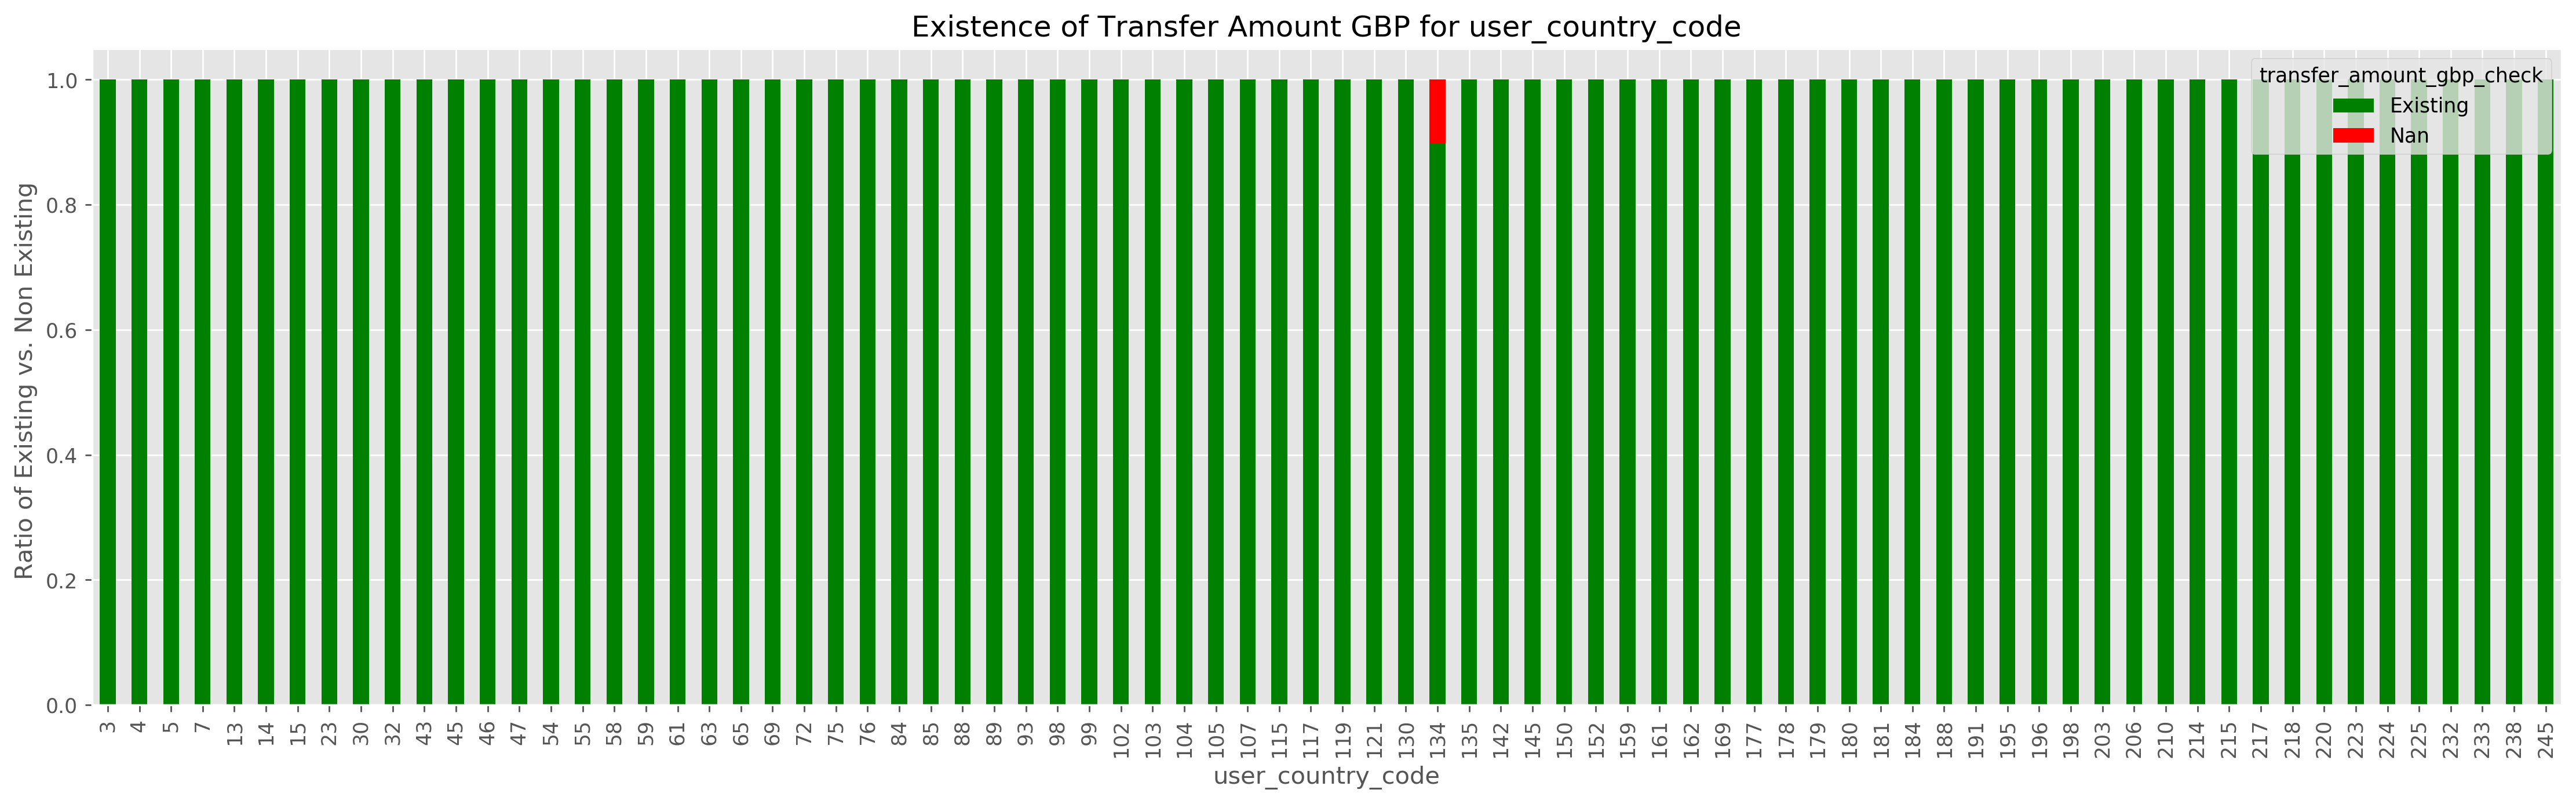 Existence of Transfer Amount GBP for user_country_code
transfer_amount_gbp_check
Existing
Nan
Ratio of Existing vs. Non Existing
1.0
0.8
0.6
0.4
0.2
0.0
3 4 5 7 13 14 15 23 30 32 43 45 46 47 54 55 58 59 61 63 65 69 72 75 76 84 85 88 89 93 98 99 102 103 104 105 107 115 117 119 121 130 134 135 142 145 150 152 159 161 162 169 177 178 179 180 181 184 188 191 195 196 198 203 206 210 214 215 217 218 220 223 224 225 232 233 238 245
user_country_code